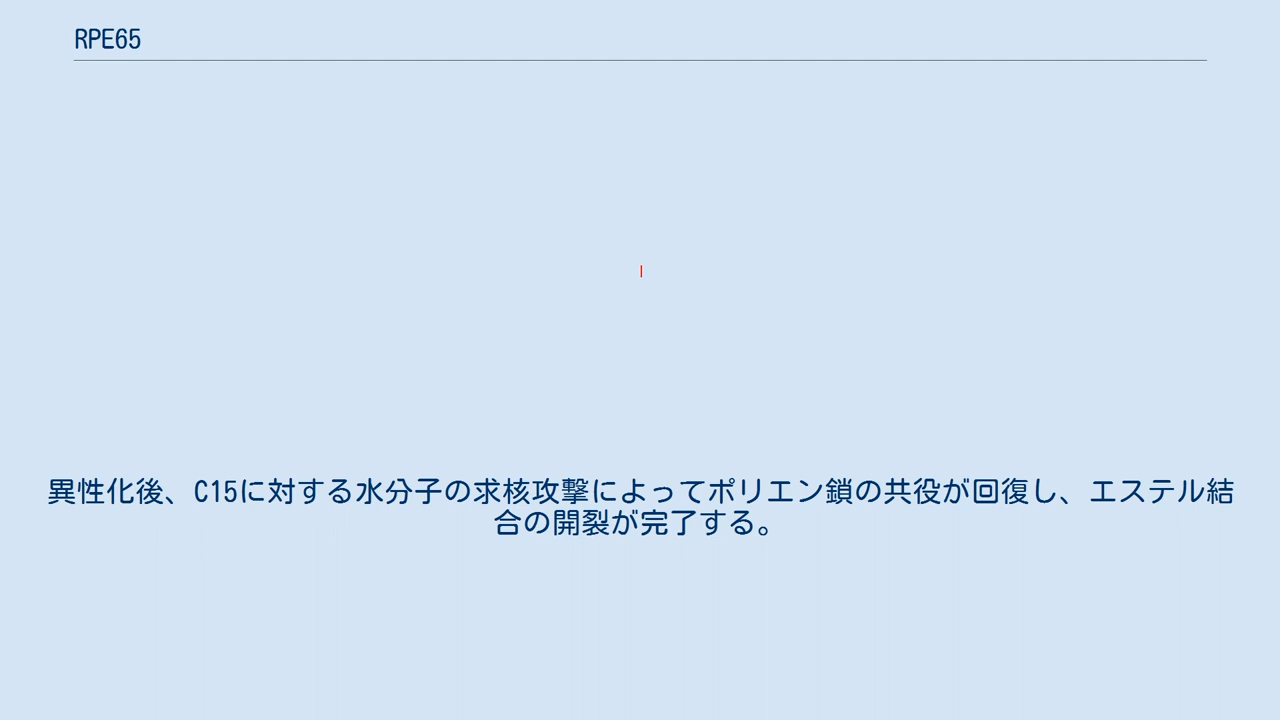 RPE65
異性化後、C15に対する水分子の求核攻撃によってポリエン鎖の共役が回復し、エステル結
合の開裂が完了する。